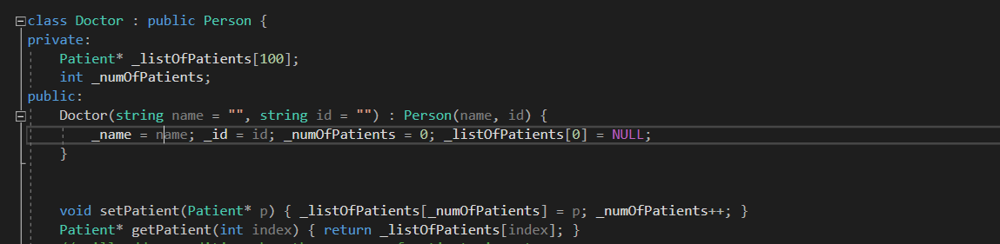 class Doctor : public Person {
private:
Patient* _listOfPatients[100];
int _numOfPatients;
public:
Doctor(string name = "", string id = "") : Person(name, id) {
_name = name; _id = id; _numOfPatients = 0; _listOfPatients[0] = NULL;
}
void setPatient(Patient* p) { _listOfPatients[_numOfPatients] = p; _numOfPatients++; }
Patient* getPatient(int index) { return _listOfPatients[index]; }